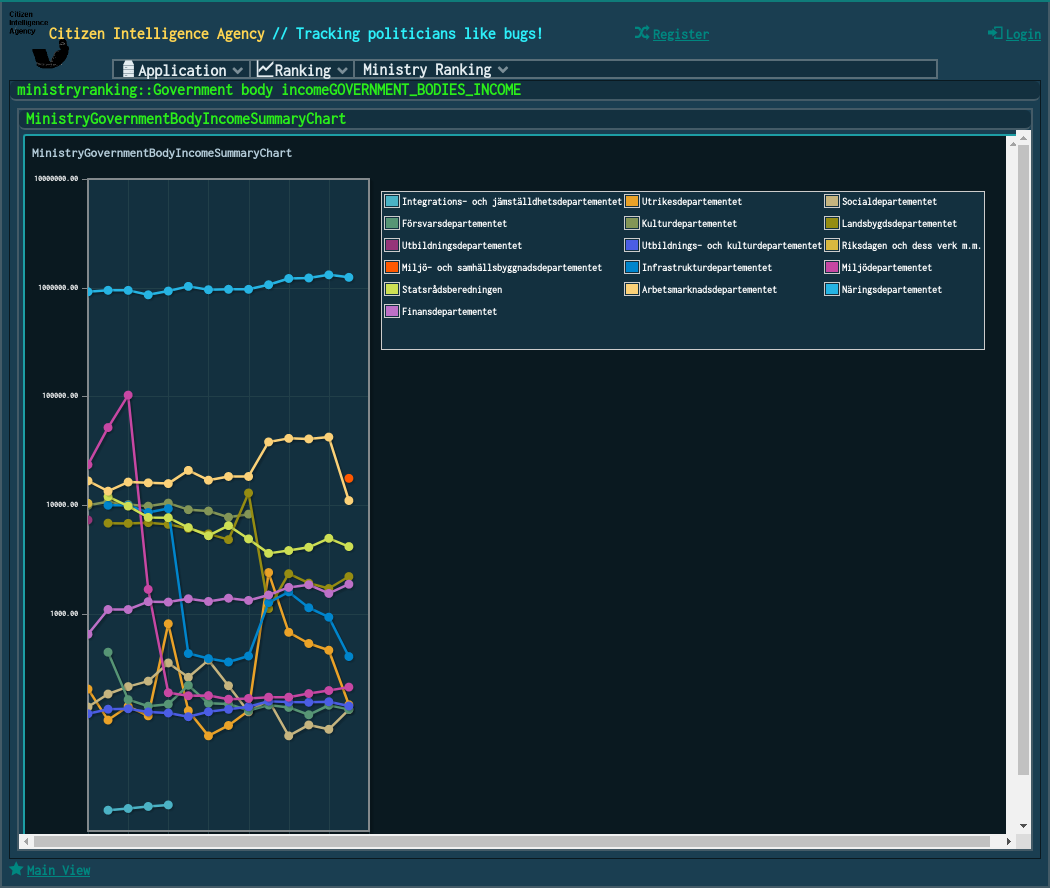 Citizen
Intelligence
Agency
Citizen Intelligence Agency // Tracking politicians like bugs!
Register
Login
Application
Ranking
Ministry Ranking
ministryranking::Government body incomeGOVERNMENT_BODIES_INCOME
MinistryGovernmentBodyIncomeSummaryChart
MinistryGovernmentBodyIncomeSummaryChart
10000000.00
1000000.00
100000.00
10000.00
1000.00
Integrations- och jämställdhetsdepartementet
Utrikesdepartementet
Socialdepartementet
Försvarsdepartementet
Kulturdepartementet
Landsbygdsdepartementet
Utbildningsdepartementet
Utbildnings- och kulturdepartementet
Riksdagen och dess verk m.m.
Miljö- och samhällsbyggnadsdepartementet
Infrastrukturdepartementet
Miljödepartementet
Statsrådsberedningen
Arbetsmarknadsdepartementet
Näringsdepartementet
Finansdepartementet
Main View